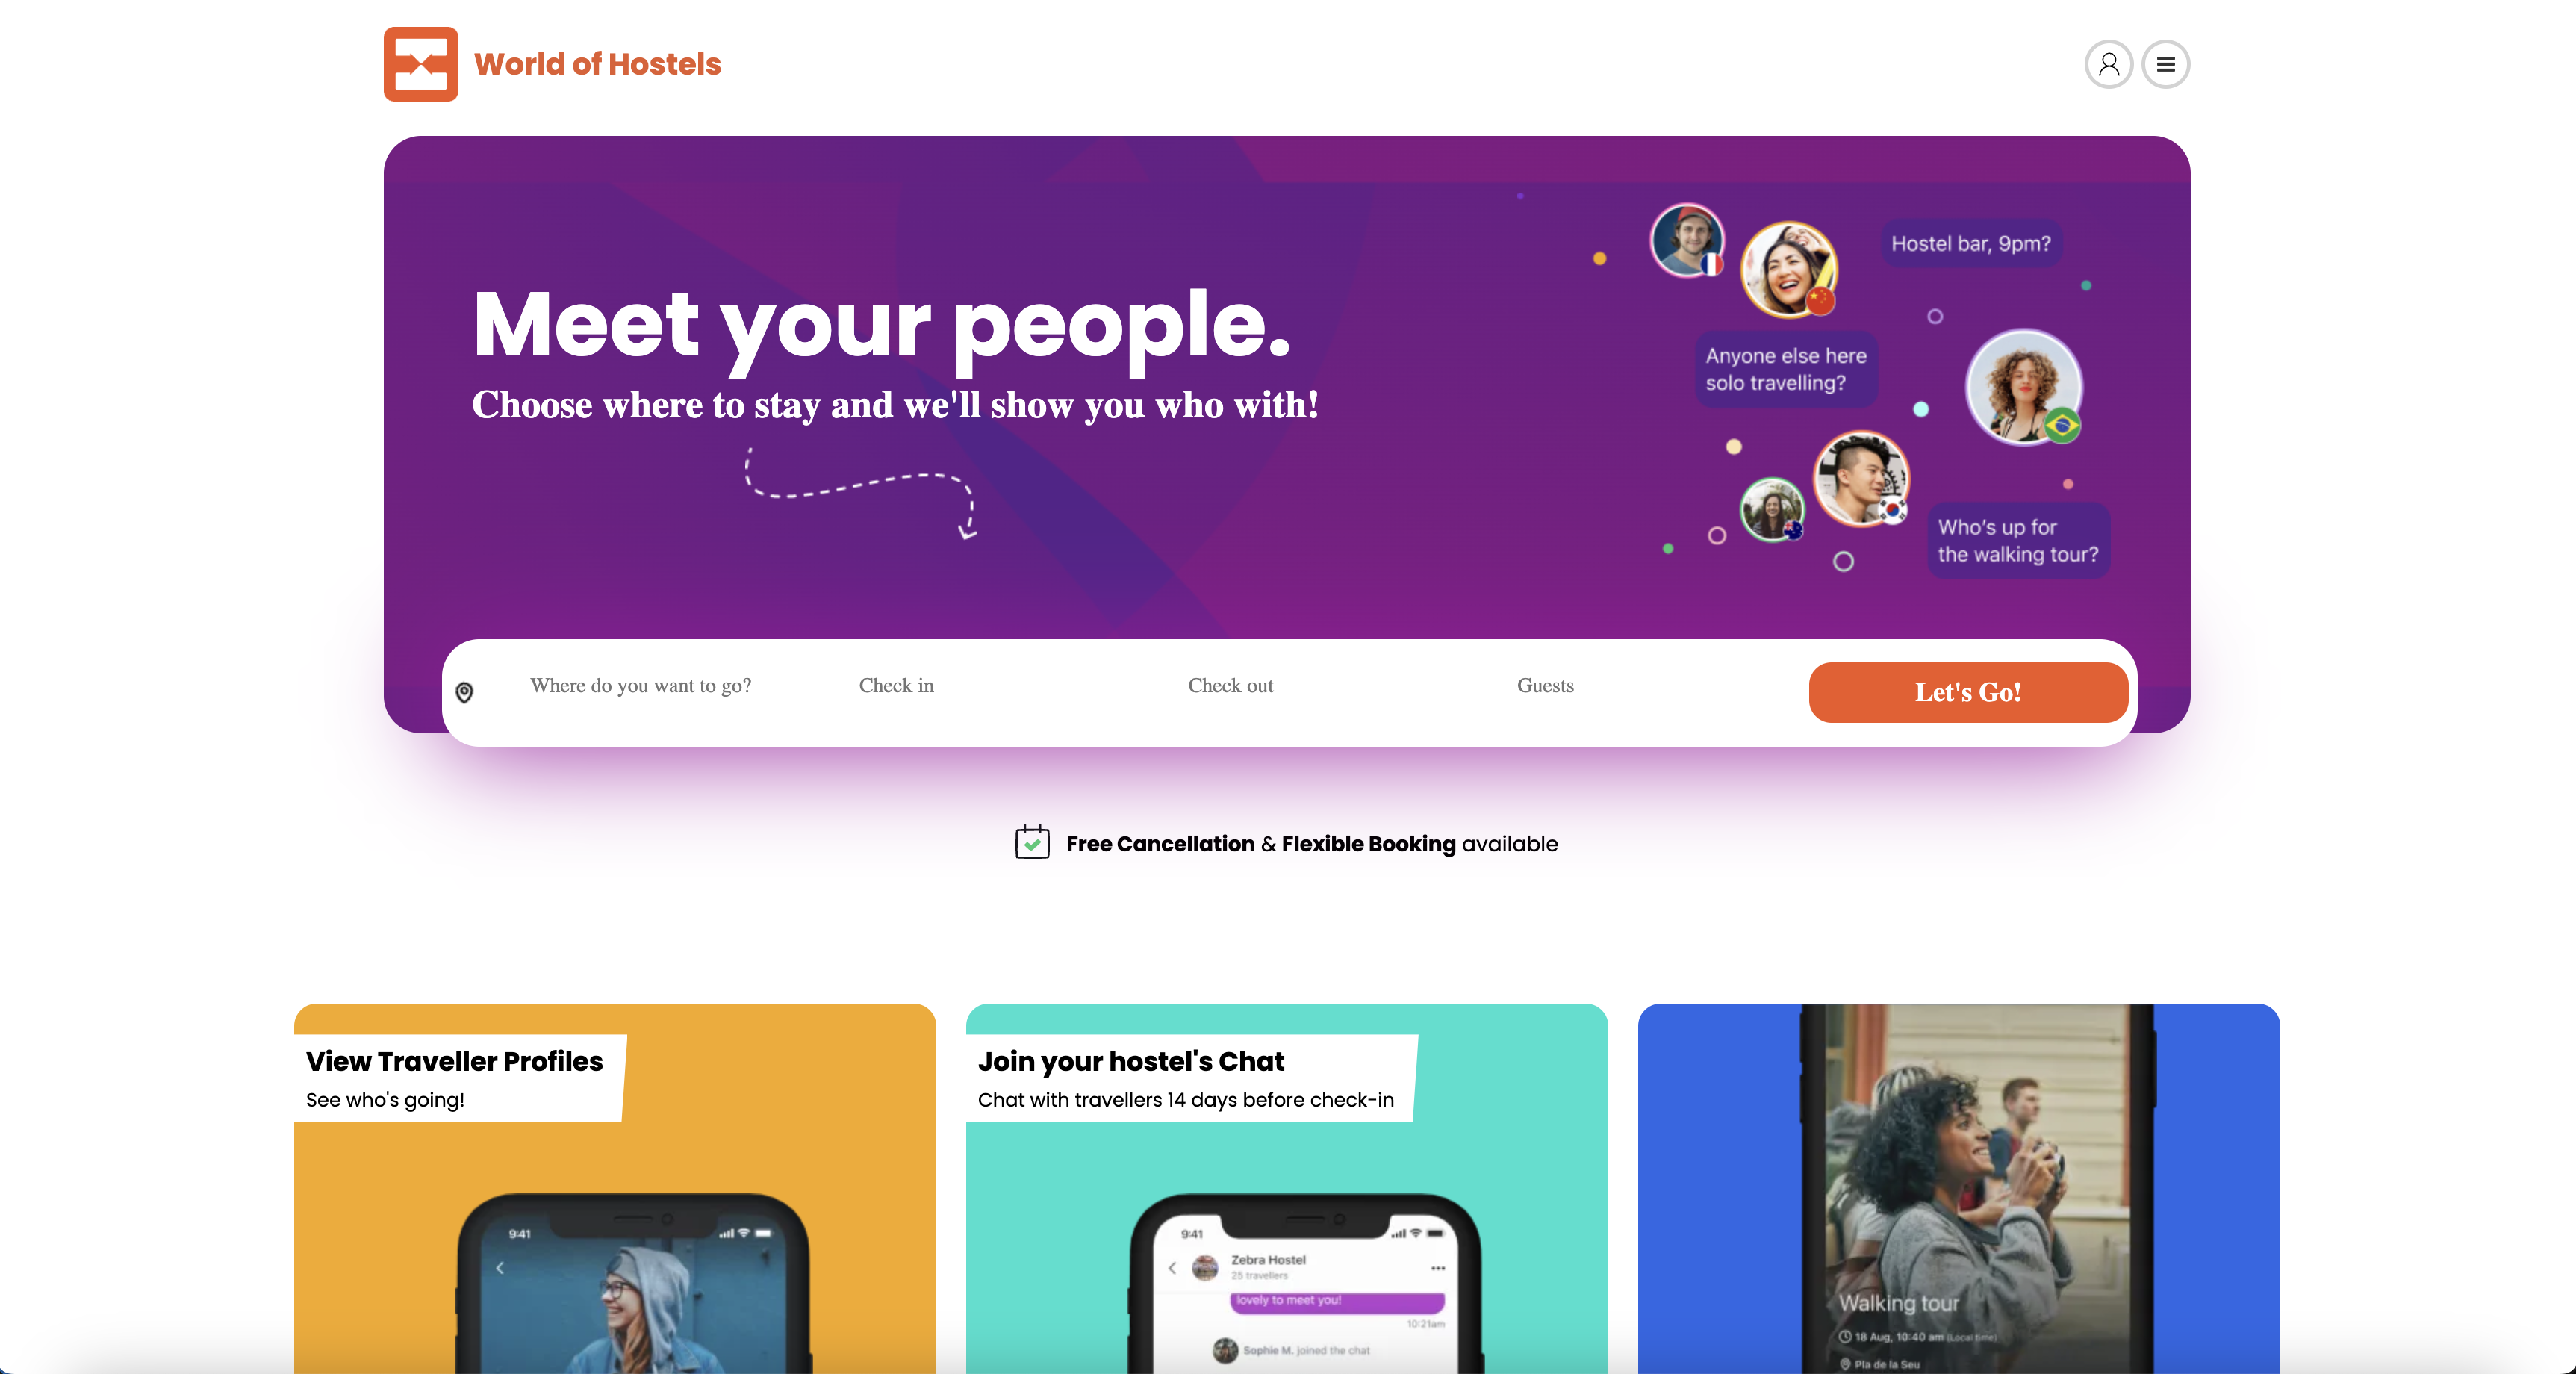 World of Hostels
Meet your people.
Choose where to stay and we'll show you who with!
Hostel bar, 9pm?
Anyone else here
solo travelling?
Who's up for
the walking tour?
Where do you want to go?
Check in
Check out
Guests
Let's Go!
Free Cancellation & Flexible Booking available
View Traveller Profiles
See who's going!
9:41
Join your hostel's Chat
Chat with travellers 14 days before check-in
9:41
Zebra Hostel
25 travellers
lovely to meet you!
10:21am
Sophie M. joined the chat
Walking tour
18 Aug, 10:40 am (Local time)
Pla de la Seu